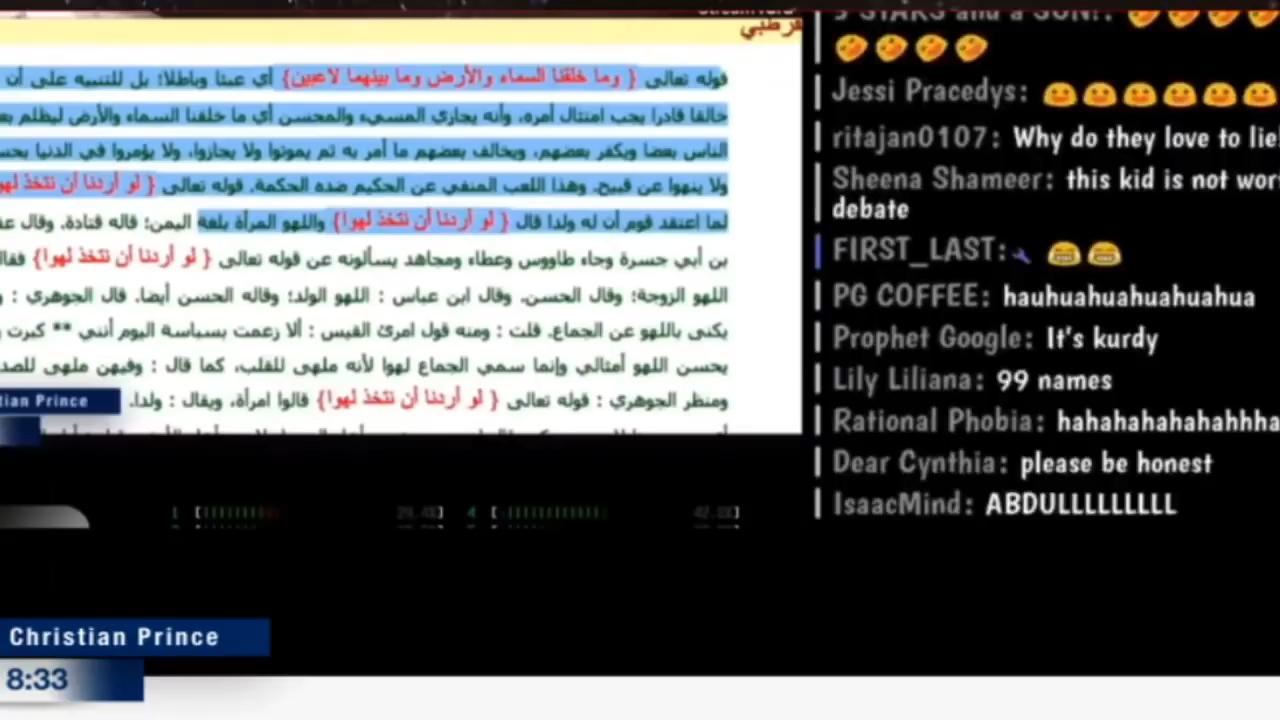 قرطبي
قوله تعالى { وما خلقنا السماء والأرض وما بينهما لاعبين} أي عبثا وباطلا؛ بل للتنبيه على أن
خالقا قادرا يجب امتثال أمره، وأنه يجازي المسيء والمحسن أي ما خلقنا السماء والأرض ليظلم بع
الناس بعضا ويكفر بعضهم، ويخالف بعضهم ما أمر به ثم يموتوا ولا يجازوا، ولا يؤمروا في الدنيا بحس
ولا ينهوا عن قبيح. وهذا اللعب المنفي عن الحكيم ضده الحكمة. قوله تعالى { لو أردنا أن نتخذ لهو
لما اعتقد قوم أن له ولدا قال { لو أردنا أن نتخذ لهوا} واللهو المرأة بلغة اليمن؛ قاله قتادة. وقال عق
بن أبي جسرة وجاء طاووس وعطاء ومجاهد يسألونه عن قوله تعالى { لو أردنا أن نتخذ لهوا} فقا
اللهو الزوجة؛ وقال الحسن. وقال ابن عباس : اللهو الولد؛ وقاله الحسن أيضا. قال الجوهري :
يكنى باللهو عن الجماع. قلت : ومنه قول امرئ القيس : ألا زعمت بسباسة اليوم أنني ** كبرت
يحسن اللهو أمثالي وإنما سمي الجماع لهوا لأنه ملهى للقلب، كما قال : وفيهن ملهى للصد
ومنظر الجوهري : قوله تعالى { لو أردنا أن نتخذ لهوا} قالوا امرأة، ويقال : ولدا.
tian Prince
5 STARS and a SUN!:
Jessi Pracedys:
ritajan0107: Why do they love to lie
Sheena Shameer: this kid is not wor
debate
FIRST_LAST:
PG COFFEE: hauhuahuahuahuahua
Prophet Google: It's kurdy
Lily Liliana: 99 names
Rational Phobia: hahahahahahahhha
Dear Cynthia: please be honest
IsaacMind: ABDULLLLLLLLL
Christian Prince
8:33